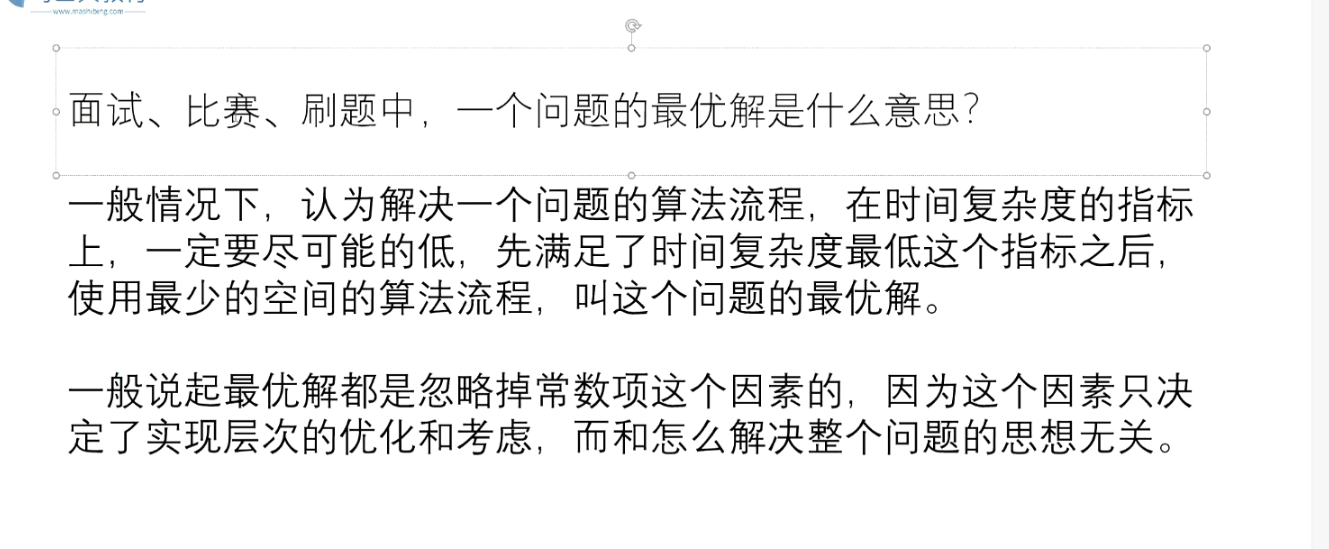 www.mashibing.com
面试、比赛、刷题中，一个问题的最优解是什么意思？
一般情况下，认为解决一个问题的算法流程，在时间复杂度的指标
上，一定要尽可能的低，先满足了时间复杂度最低这个指标之后，
使用最少的空间的算法流程，叫这个问题的最优解。
一般说起最优解都是忽略掉常数项这个因素的，因为这个因素只决
定了实现层次的优化和考虑，而和怎么解决整个问题的思想无关。